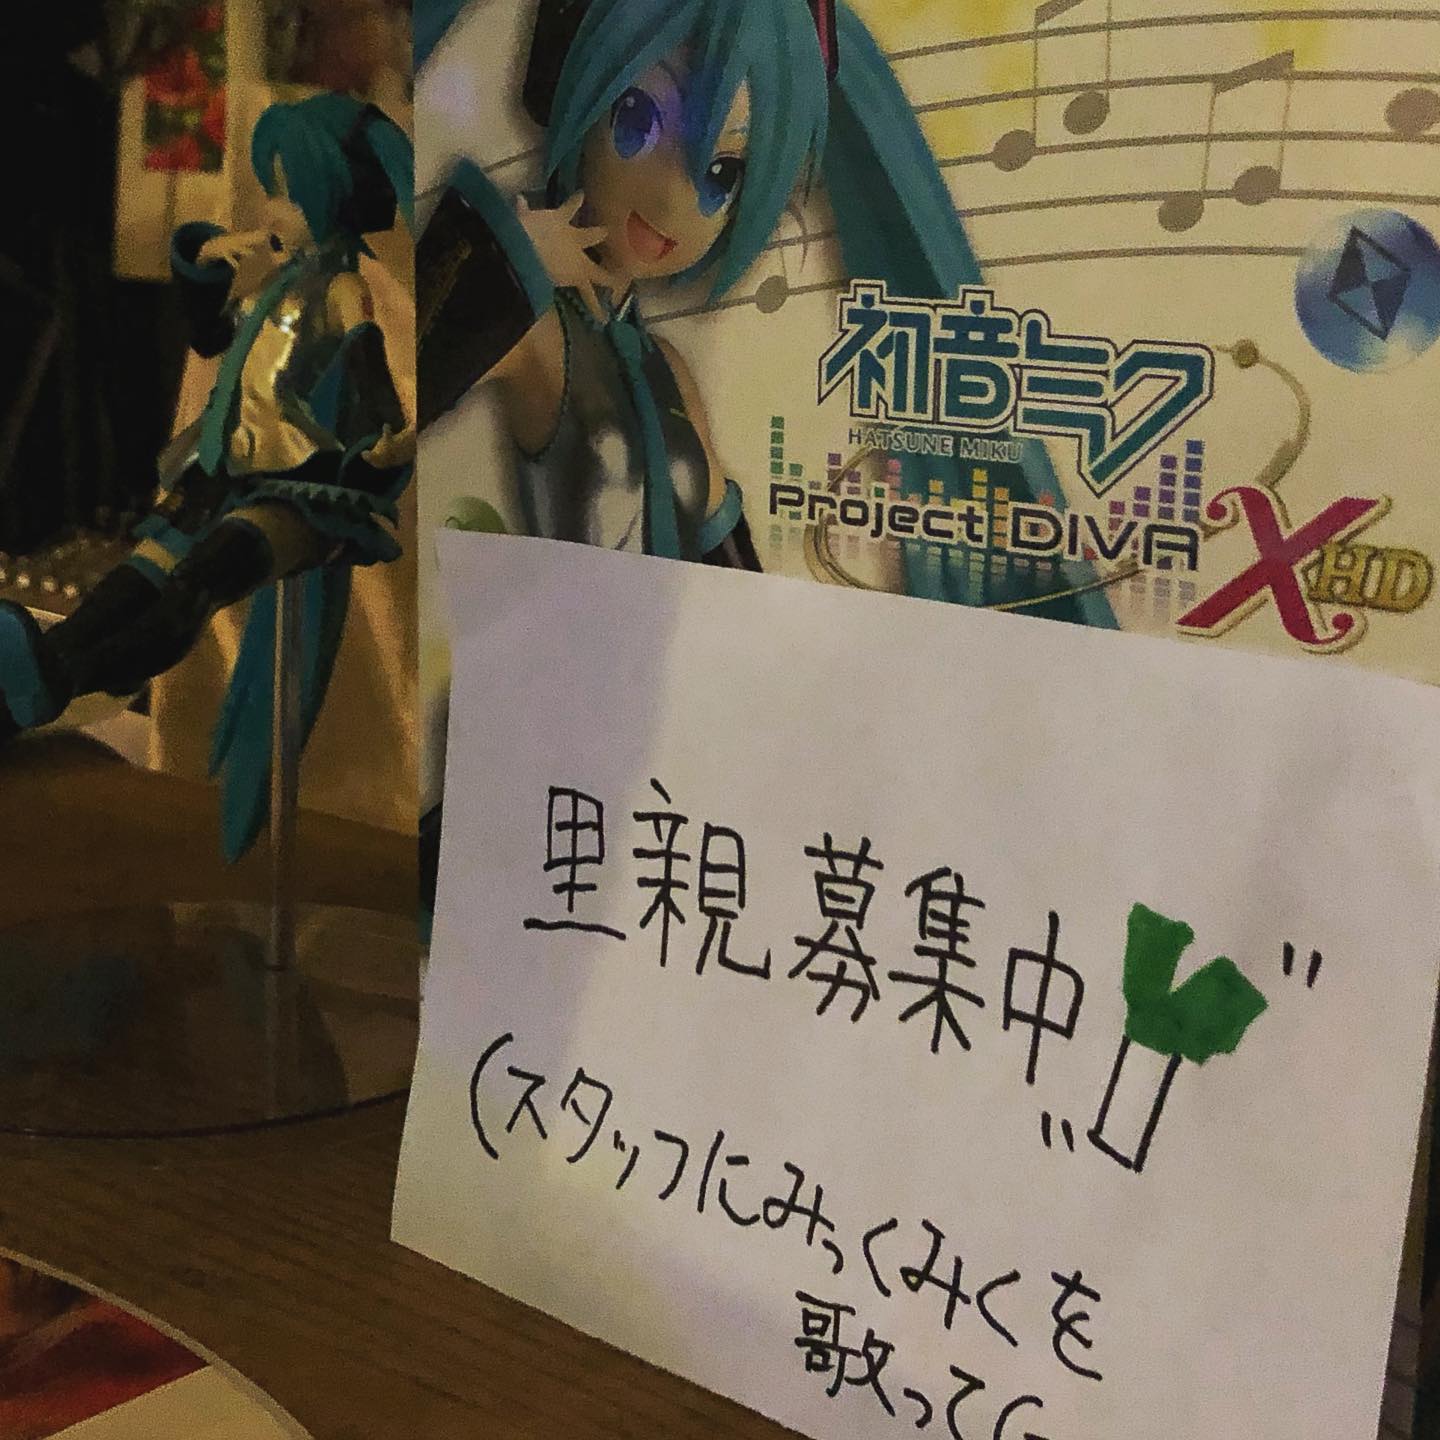 初音ミク
HATSUNE MIKU
Project DIVA X HD
里親募集中
(スタッフにみっくみくを
歌って